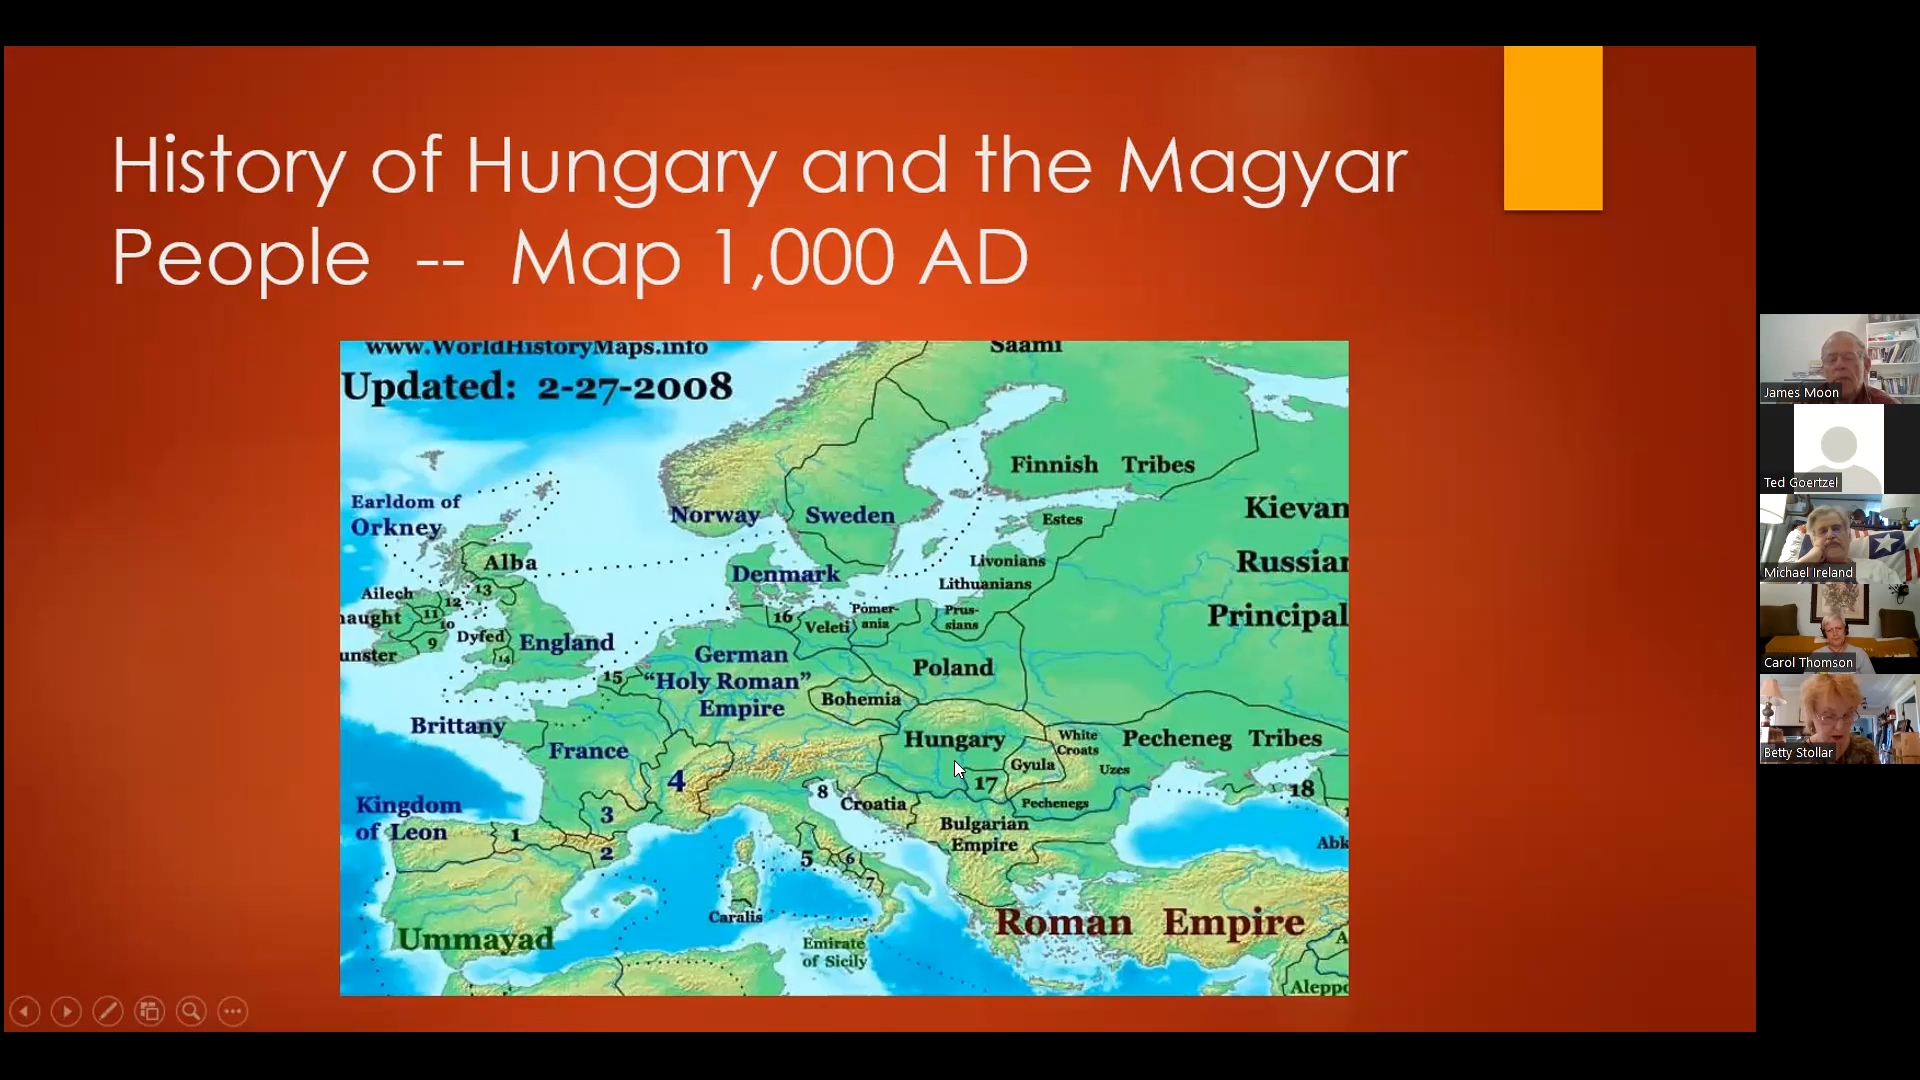 History of Hungary and the Magyar
People -- Map 1,000 AD
www.WorldHistoryMaps.info
Updated: 2-27-2008
Saami
Finnish Tribes
Earldom of
Orkney
Norway
Sweden
Estes
Kievan
Alba
Livonians
Lithuanians
Russian
Denmark
Ailech
13
12
naught
11
10
9
Dyfed
England
unster
14
15
16
Veleti
Pomer-
ania
Prus-
sians
Principal
German
"Holy Roman"
Empire
Poland
Bohemia
Brittany
France
Hungary
White
Croats
Pecheneg Tribes
Gyula
Uzes
4
17
8
Croatia
Pechenegs
18
Kingdom
of Leon
3
1
2
Bulgarian
Empire
Abk
5
6
7
Caralis
Roman Empire
Ummayad
Emirate
of Sicily
A
Aleppo
James Moon
Ted Goertzel
Michael Ireland
Carol Thomson
Betty Stollar